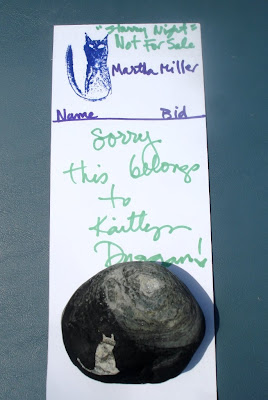 "Starry Night"
Not For Sale
Martha Miller
Name Bid
Sorry
this belongs
to
Kaitlyn
Duggan!